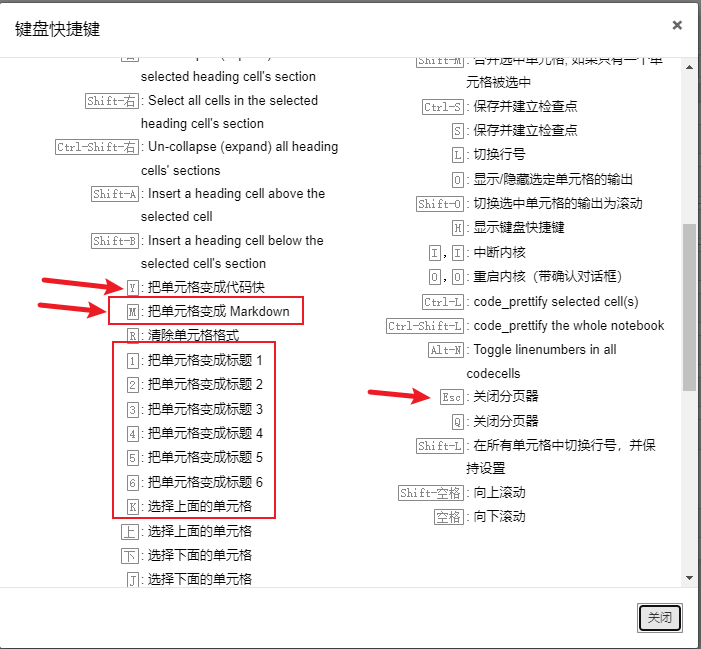 键盘快捷键
×
selected heading cell's section
Shift-右 : Select all cells in the selected
heading cell's section
Ctrl-Shift-右 : Un-collapse (expand) all heading
cells' sections
Shift-A : Insert a heading cell above the
selected cell
Shift-B : Insert a heading cell below the
selected cell's section
Y : 把单元格变成代码快
M : 把单元格变成 Markdown
R : 清除单元格格式
1 : 把单元格变成标题 1
2 : 把单元格变成标题 2
3 : 把单元格变成标题 3
4 : 把单元格变成标题 4
5 : 把单元格变成标题 5
6 : 把单元格变成标题 6
K : 选择上面的单元格
上 : 选择上面的单元格
下 : 选择下面的单元格
J : 选择下面的单元格
Shift-M : 合并选中单元格, 如果只有一个单
元格被选中
Ctrl-S : 保存并建立检查点
S : 保存并建立检查点
L : 切换行号
O : 显示/隐藏选定单元格的输出
Shift-O : 切换选中单元格的输出为滚动
H : 显示键盘快捷键
I , I : 中断内核
0 , 0 : 重启内核（带确认对话框）
Ctrl-L : code_prettify selected cell(s)
Ctrl-Shift-L : code_prettify the whole notebook
Alt-N : Toggle linenumbers in all
codecells
Esc : 关闭分页器
Q : 关闭分页器
Shift-L : 在所有单元格中切换行号，并保
持设置
Shift-空格 : 向上滚动
空格 : 向下滚动
关闭